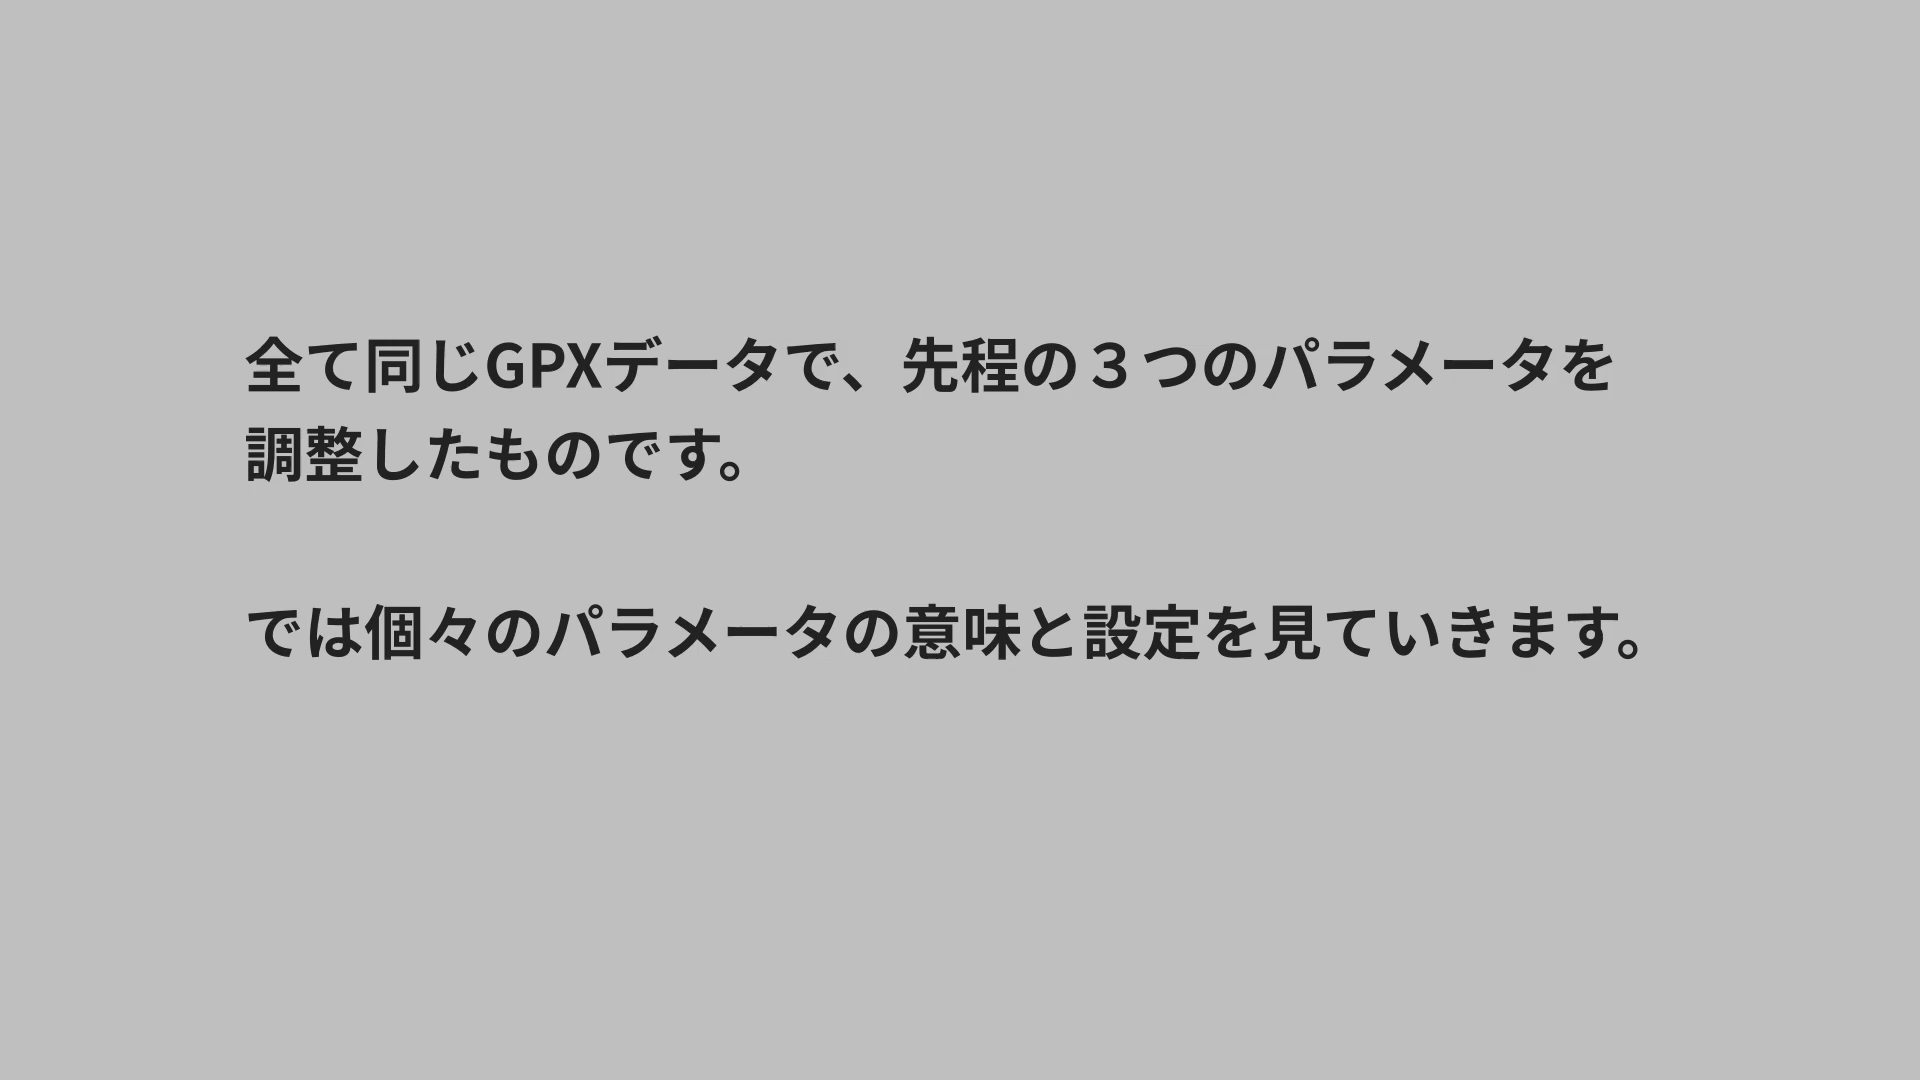 全て同じGPXデータで、先程の３つのパラメータを
調整したものです。
では個々のパラメータの意味と設定を見ていきます。